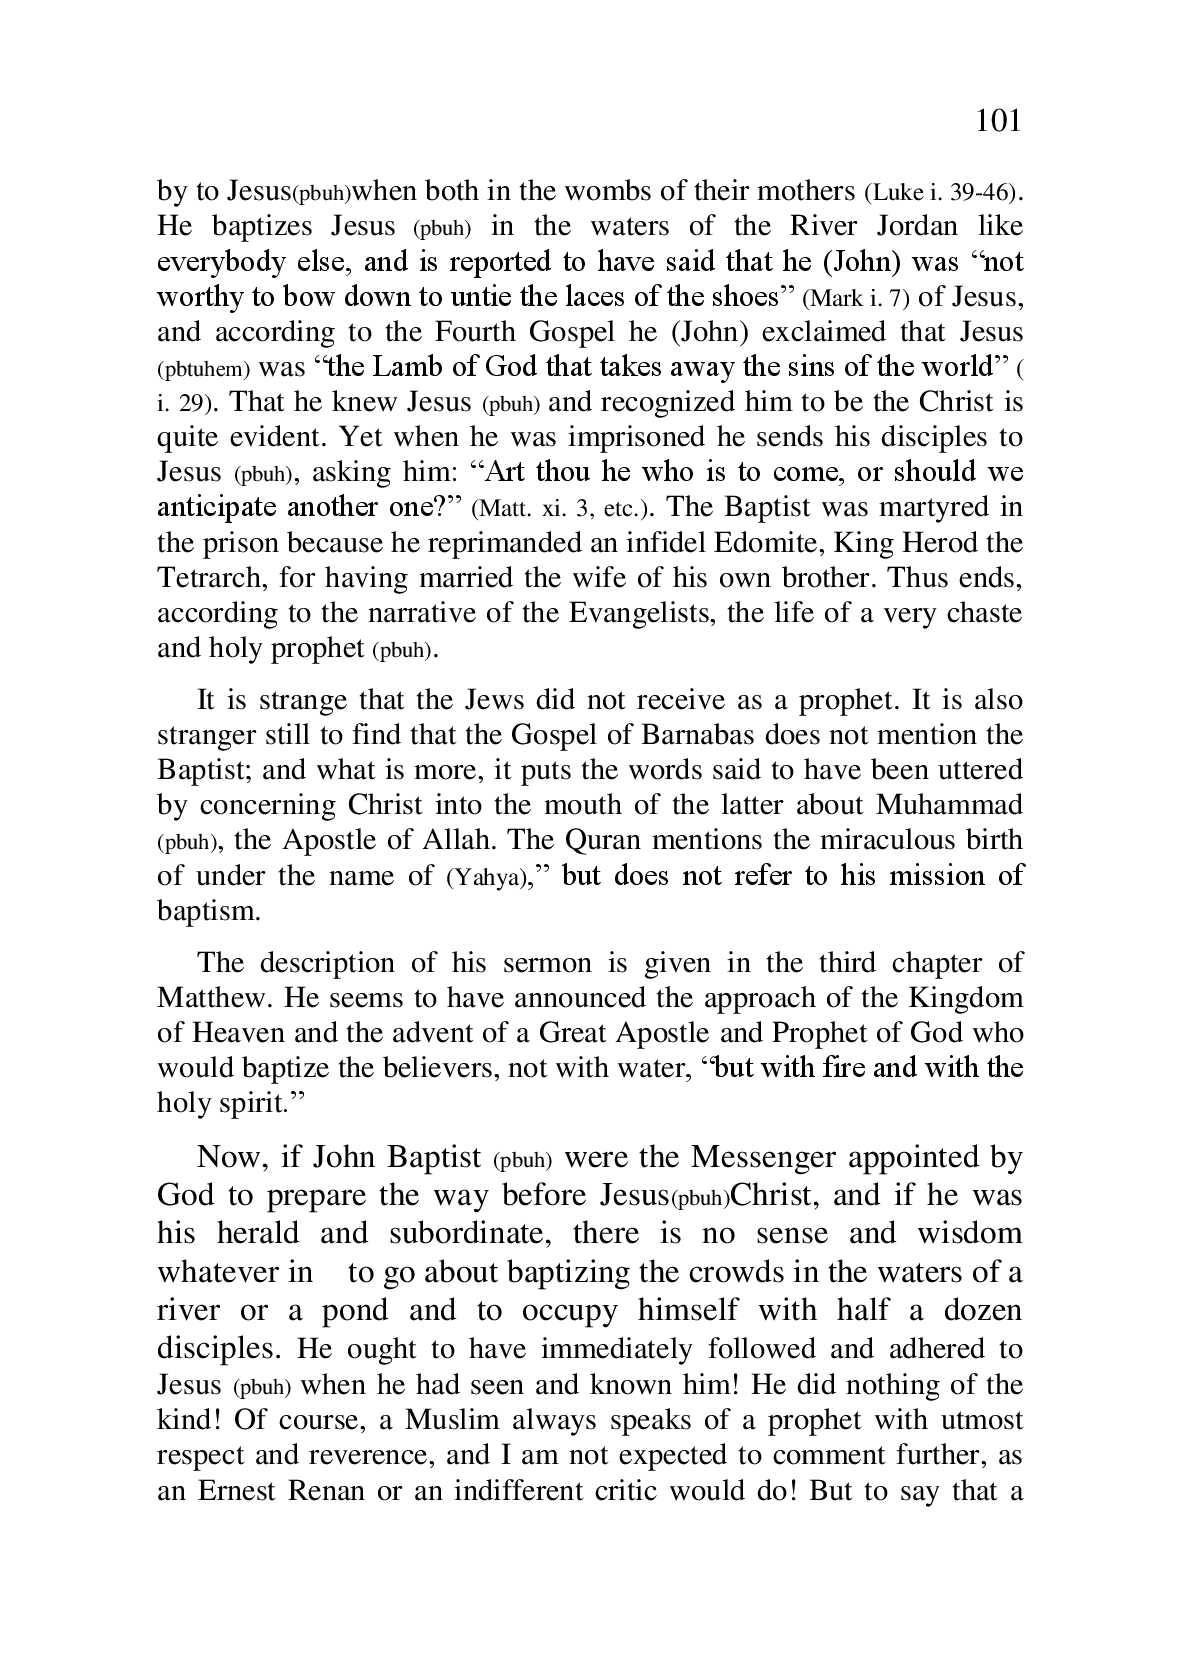 101
by to Jesus(pbuh)when both in the wombs of their mothers (Luke i. 39-46).
He baptizes Jesus (pbuh) in the waters of the River Jordan like
everybody else, and is reported to have said that he (John) was “not
worthy to bow down to untie the laces of the shoes” (Mark i. 7) of Jesus,
and according to the Fourth Gospel he (John) exclaimed that Jesus
(pbtuhem) was “the Lamb of God that takes away the sins of the world” (
i. 29). That he knew Jesus (pbuh) and recognized him to be the Christ is
quite evident. Yet when he was imprisoned he sends his disciples to
Jesus (pbuh), asking him: “Art thou he who is to come, or should we
anticipate another one?” (Matt. xi. 3, etc.). The Baptist was martyred in
the prison because he reprimanded an infidel Edomite, King Herod the
Tetrarch, for having married the wife of his own brother. Thus ends,
according to the narrative of the Evangelists, the life of a very chaste
and holy prophet (pbuh).
It is strange that the Jews did not receive as a prophet. It is also
stranger still to find that the Gospel of Barnabas does not mention the
Baptist; and what is more, it puts the words said to have been uttered
by concerning Christ into the mouth of the latter about Muhammad
(pbuh), the Apostle of Allah. The Quran mentions the miraculous birth
of under the name of (Yahya),” but does not refer to his mission of
baptism.
The description of his sermon is given in the third chapter of
Matthew. He seems to have announced the approach of the Kingdom
of Heaven and the advent of a Great Apostle and Prophet of God who
would baptize the believers, not with water, “but with fire and with the
holy spirit.”
Now, if John Baptist (pbuh) were the Messenger appointed by
God to prepare the way before Jesus(pbuh)Christ, and if he was
his herald and subordinate, there is no sense and wisdom
whatever in to go about baptizing the crowds in the waters of a
river or a pond and to occupy himself with half a dozen
disciples. He ought to have immediately followed and adhered to
Jesus (pbuh) when he had seen and known him! He did nothing of the
kind! Of course, a Muslim always speaks of a prophet with utmost
respect and reverence, and I am not expected to comment further, as
an Ernest Renan or an indifferent critic would do! But to say that a